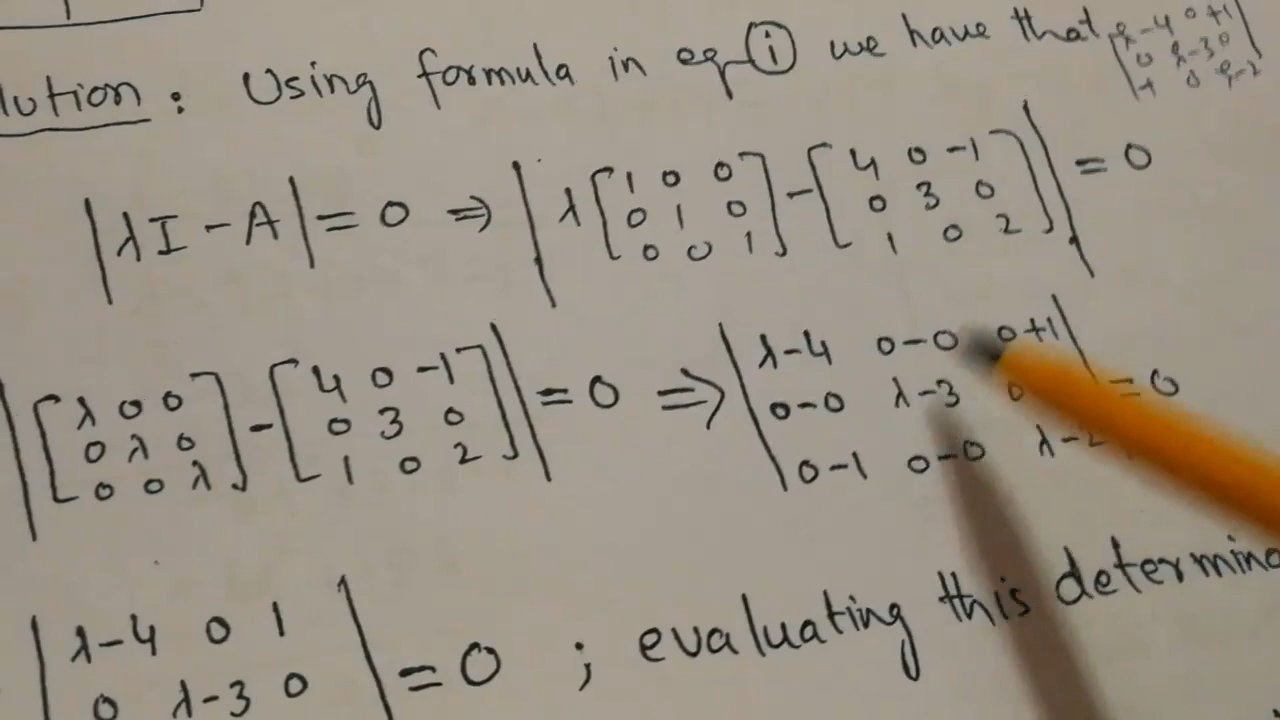 lution : Using formula in eq (i) we have that
|λI - A| = 0 ⇒ |λ [1 0 0; 0 1 0; 0 0 1] - [4 0 -1; 0 3 0; 1 0 2]| = 0
|[λ 0 0; 0 λ 0; 0 0 λ] - [4 0 -1; 0 3 0; 1 0 2]| = 0 ⇒ |λ-4 0-0 0+1; 0-0 λ-3 0; 0-1 0-0 λ-2| = 0
|λ-4 0 1; 0 λ-3 0| = 0 ; evaluating this determin